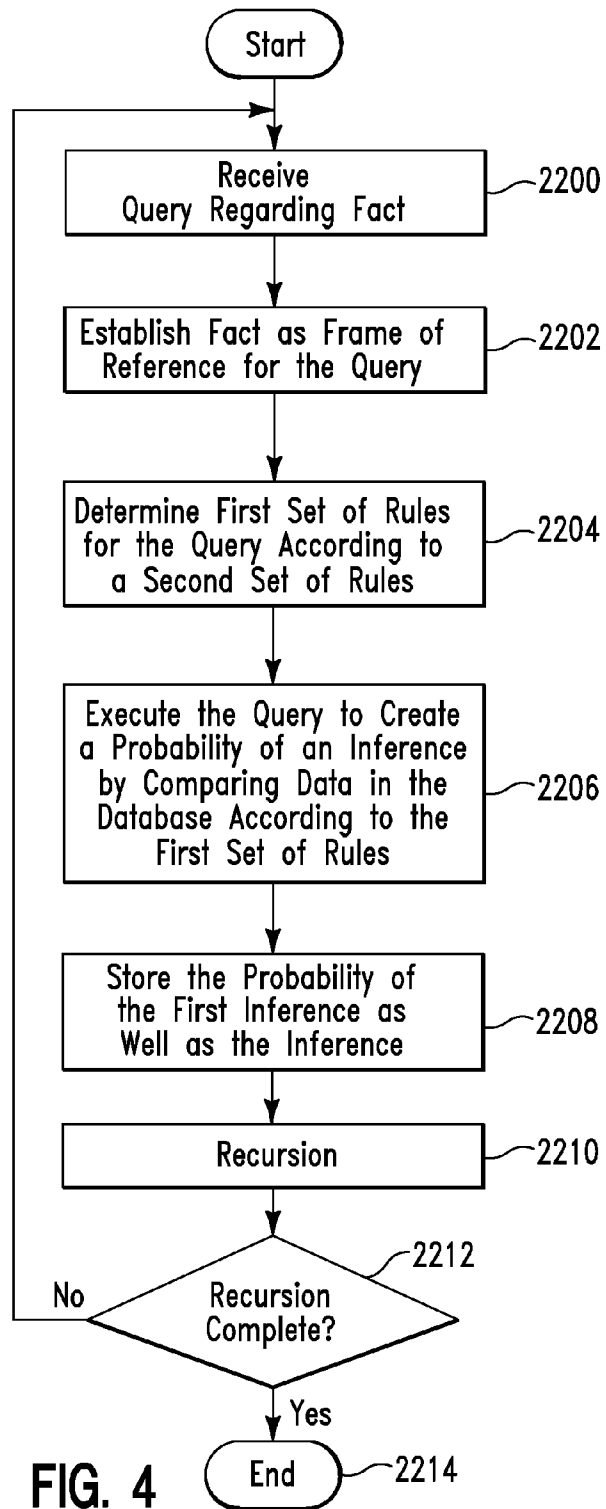 Start
Receive
Query Regarding Fact
2200
Establish Fact as Frame of
Reference for the Query
2202
Determine First Set of Rules
for the Query According to
a Second Set of Rules
2204
Execute the Query to Create
a Probability of an Inference
by Comparing Data in the
Database According to the
First Set of Rules
2206
Store the Probability of
the First Inference as
Well as the Inference
2208
Recursion
2210
2212
No
Recursion
Complete?
Yes
End
2214
FIG. 4